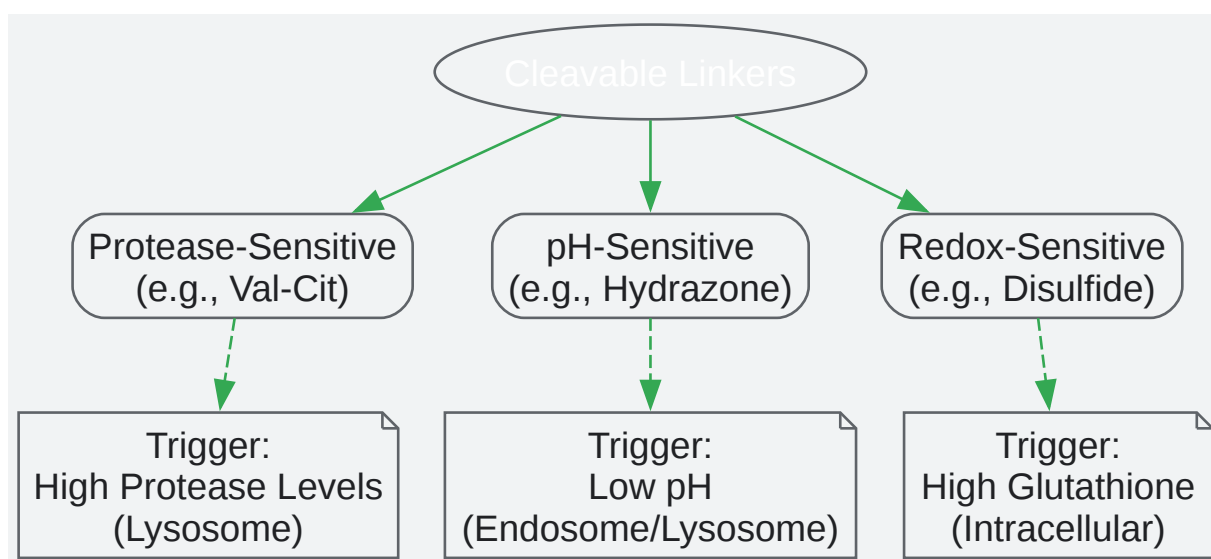 Cleavable Linkers
Protease-Sensitive
(e.g., Val-Cit)
pH-Sensitive
(e.g., Hydrazone)
Redox-Sensitive
(e.g., Disulfide)
Trigger:
High Protease Levels
(Lysosome)
Trigger:
Low pH
(Endosome/Lysosome)
Trigger:
High Glutathione
(Intracellular)